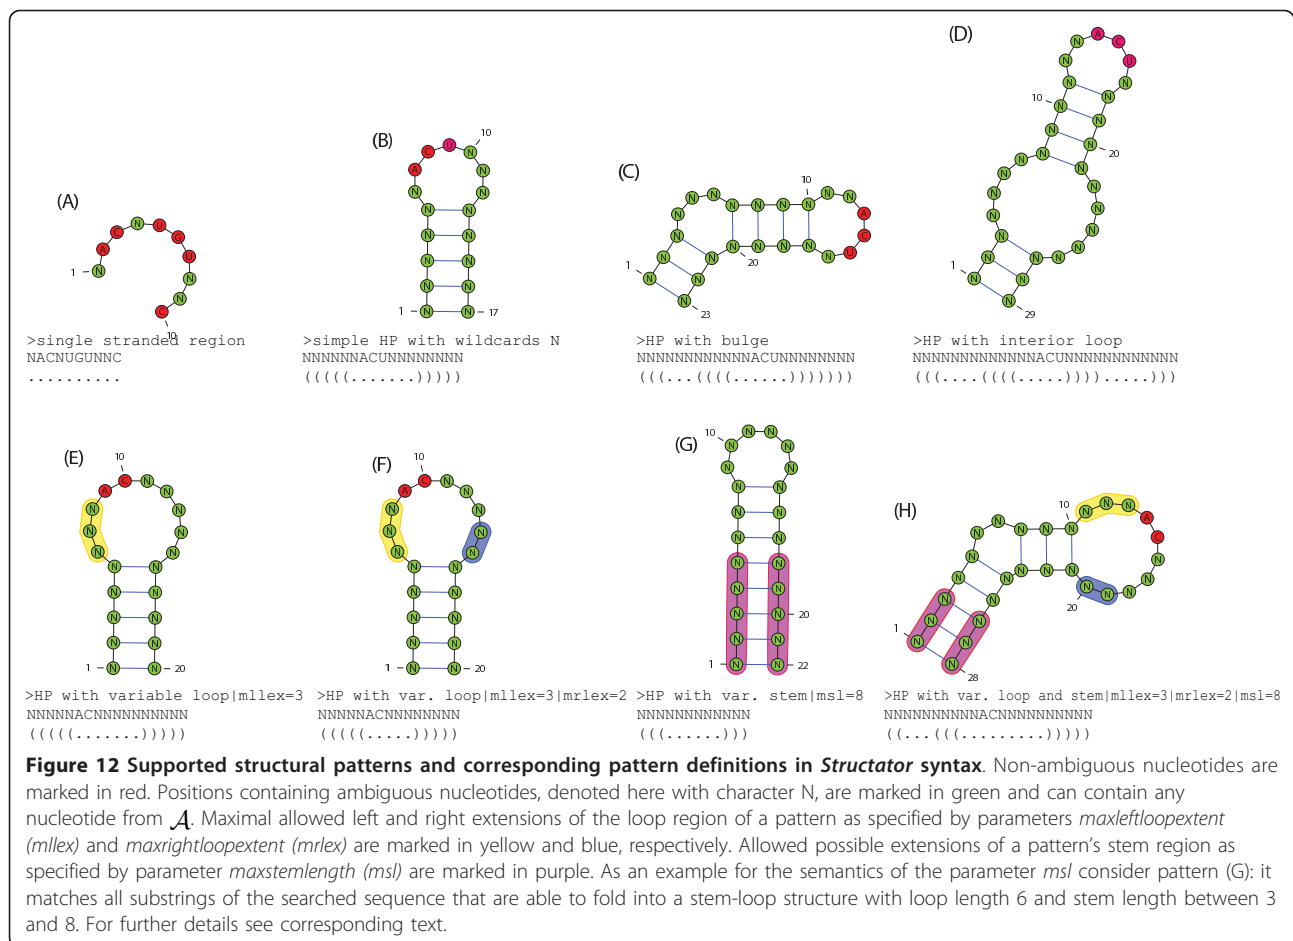 (A)
1
N A C N U G U N N C
10
>single stranded region
NACNUGUNNC
..........
(B)
10
1
17
>simple HP with wildcards N
NNNNNNACUNNNNNNNN
(((((.......)))))
(C)
10
1
20
23
>HP with bulge
NNNNNNNNNNNNACUNNNNNNNN
(((...((((......)))))))
(D)
10
20
1
29
>HP with interior loop
NNNNNNNNNNNNNACUNNNNNNNNNNNNN
(((....((((......)))).....)))
(E)
10
1
20
>HP with variable loop|mllex=3
NNNNNACNNNNNNNNNN
(((((.......)))))
(F)
10
1
20
>HP with var. loop|mllex=3|mrlex=2
NNNNNACNNNNNNNN
(((((.....)))))
(G)
10
20
1
22
>HP with var. stem|msl=8
NNNNNNNNNNNN
(((......)))
(H)
10
20
1
28
>HP with var. loop and stem|mllex=3|mrlex=2|msl=8
NNNNNNNNNNACNNNNNNNNNN
((...(((.........)))))
Figure 12 Supported structural patterns and corresponding pattern definitions in Structator syntax. Non-ambiguous nucleotides are
marked in red. Positions containing ambiguous nucleotides, denoted here with character N, are marked in green and can contain any
nucleotide from 𝒜. Maximal allowed left and right extensions of the loop region of a pattern as specified by parameters maxleftloopextent
(mllex) and maxrightloopextent (mrlex) are marked in yellow and blue, respectively. Allowed possible extensions of a pattern's stem region as
specified by parameter maxstemlength (msl) are marked in purple. As an example for the semantics of the parameter msl consider pattern (G): it
matches all substrings of the searched sequence that are able to fold into a stem-loop structure with loop length 6 and stem length between 3
and 8. For further details see corresponding text.